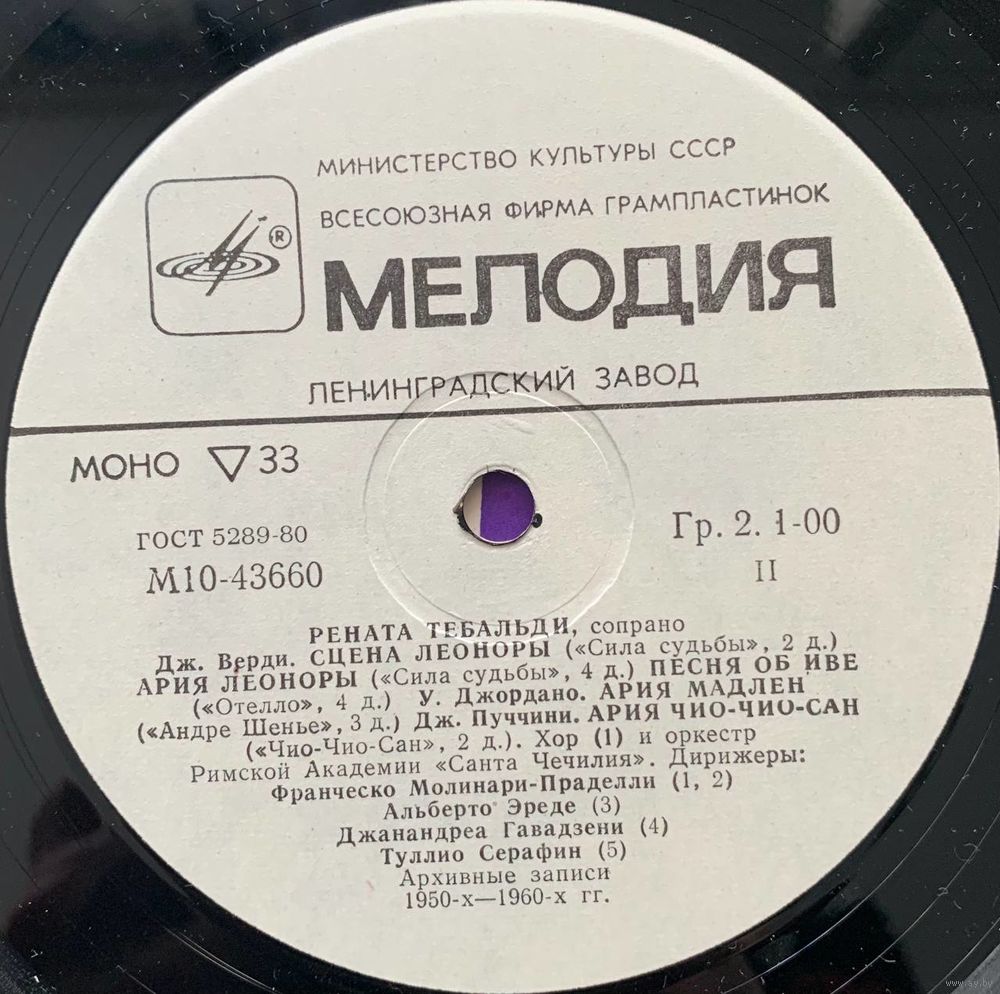 МИНИСТЕРСТВО КУЛЬТУРЫ СССР
ВСЕСОЮЗНАЯ ФИРМА ГРАМПЛАСТИНОК
®
МЕЛОДИЯ
ЛЕНИНГРАДСКИЙ ЗАВОД
МОНО ▽ 33
ГОСТ 5289-80
М10-43660
Гр. 2. 1-00
II
РЕНАТА ТЕБАЛЬДИ, сопрано
Дж. Верди. СЦЕНА ЛЕОНОРЫ («Сила судьбы», 2 д.)
АРИЯ ЛЕОНОРЫ («Сила судьбы», 4 д.) ПЕСНЯ ОБ ИВЕ
(«Отелло», 4 д.) У. Джордано. АРИЯ МАДЛЕН
(«Андре Шенье», 3 д.) Дж. Пуччини. АРИЯ ЧИО-ЧИО-САН
(«Чио-Чио-Сан», 2 д.). Хор (1) и оркестр
Римской Академии «Санта Чечилия». Дирижеры:
Франческо Молинари-Праделли (1, 2)
Альберто Эреде (3)
Джанандреа Гавадзени (4)
Туллио Серафин (5)
Архивные записи
1950-х—1960-х гг.
www.ay.by